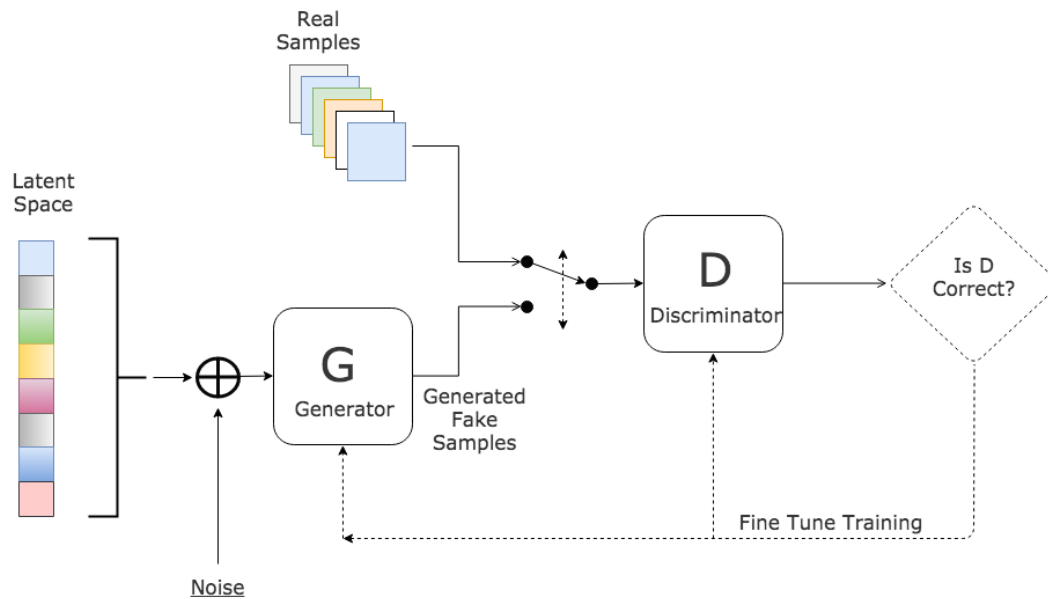 Real
Samples
Latent
Space
D
Discriminator
Is D
Correct?
G
Generator
Generated
Fake
Samples
Fine Tune Training
Noise